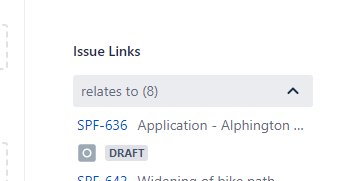 Issue Links
relates to (8)
SPF-636 Application - Alphington ...
DRAFT
SPF-642 Widening of bike path